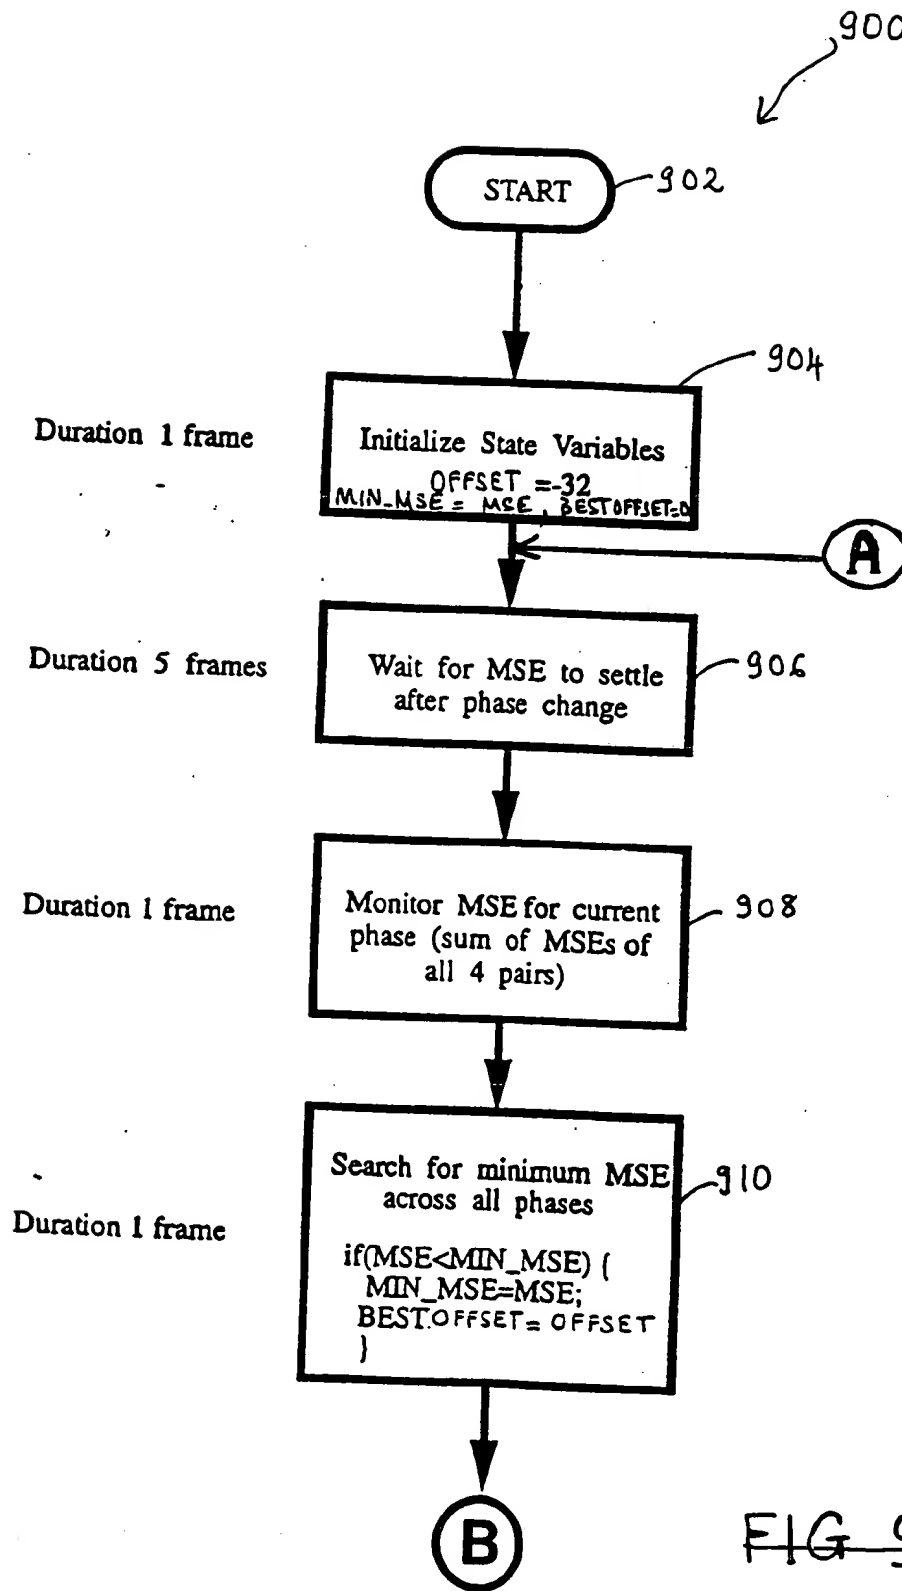 900
START
902
904
Duration 1 frame
Initialize State Variables
OFFSET =-32
MIN_MSE = MSE, BESTOFFSET=0
A
Duration 5 frames
Wait for MSE to settle
after phase change
906
Duration 1 frame
Monitor MSE for current
phase (sum of MSEs of
all 4 pairs)
908
Duration 1 frame
Search for minimum MSE
across all phases
910
if(MSE<MIN_MSE) {
MIN_MSE=MSE;
BEST.OFFSET= OFFSET
}
B
FIG 9